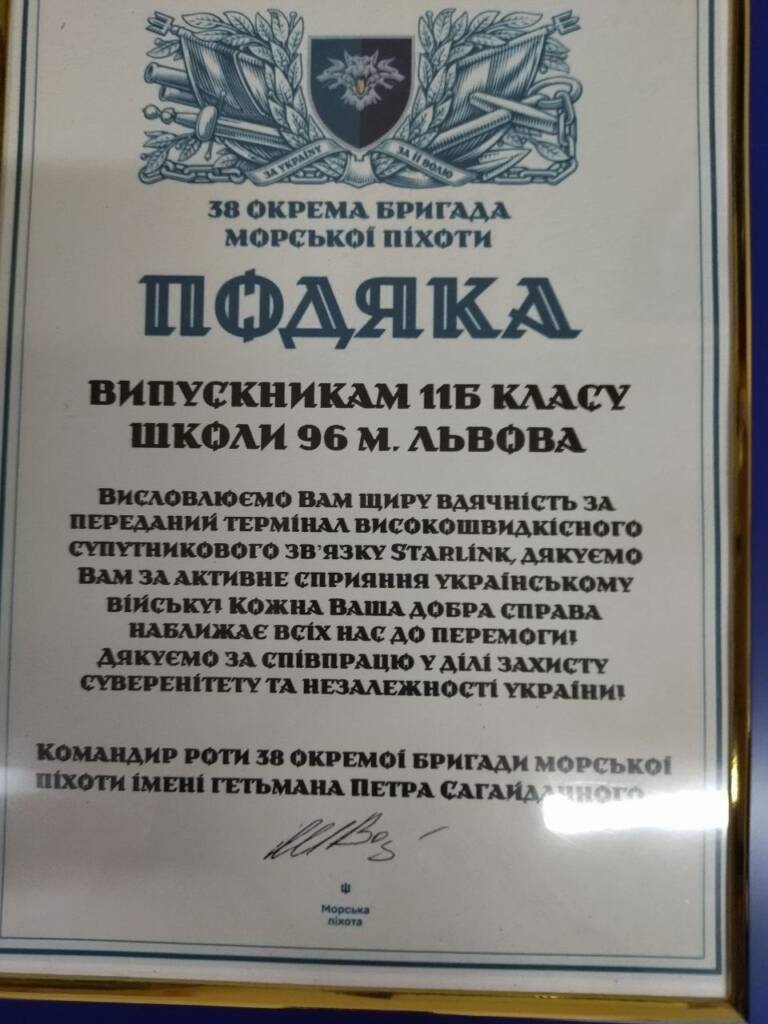 ЗА УКРАЇНУ ЗА ЇЇ ВОЛЮ
38 ОКРЕМА БРИГАДА
МОРСЬКОЇ ПІХОТИ
ПОДЯКА
ВИПУСКНИКАМ 11Б КЛАСУ
ШКОЛИ 96 М. ЛЬВОВА
Висловлюємо Вам щиру вдячність за
переданий термінал високошвидкісного
супутникового зв'язку Starlink, дякуємо
Вам за активне сприяння українському
війську! Кожна Ваша добра справа
наближає всіх нас до перемоги!
Дякуємо за співпрацю у ділі захисту
суверенітету та незалежності України!
Командир роти 38 окремої бригади морської
піхоти імені гетьмана Петра Сагайдачного
Морська
піхота